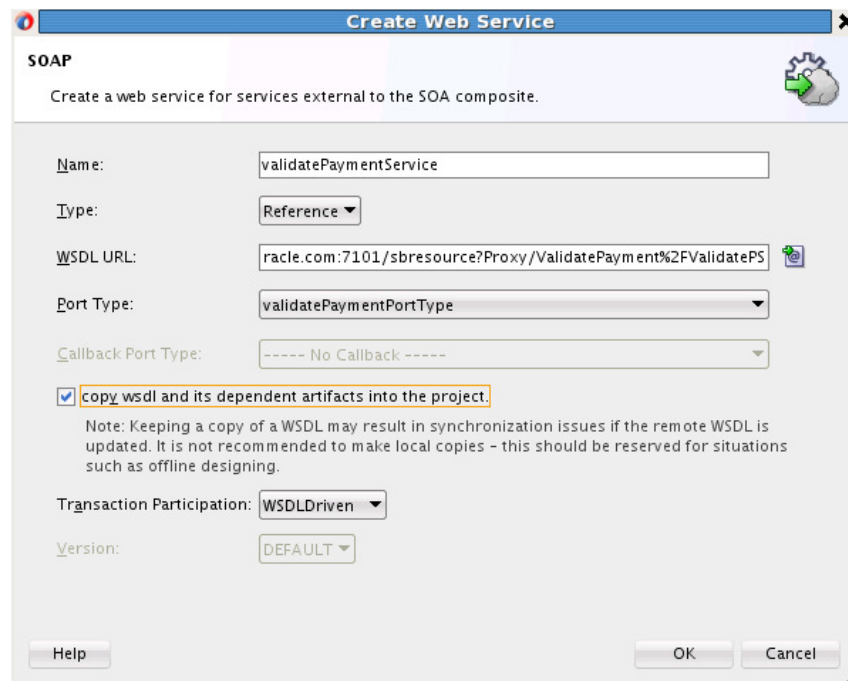 Create Web Service
SOAP
Create a web service for services external to the SOA composite.
Name: validatePaymentService
Type: Reference
WSDL URL: racle.com:7101/sbresource?Proxy/ValidatePayment%2FValidatePS
Port Type: validatePaymentPortType
Callback Port Type: ----- No Callback -----
copy wsdl and its dependent artifacts into the project.
Note: Keeping a copy of a WSDL may result in synchronization issues if the remote WSDL is
updated. It is not recommended to make local copies – this should be reserved for situations
such as offline designing.
Transaction Participation: WSDLDriven
Version: DEFAULT
Help OK Cancel